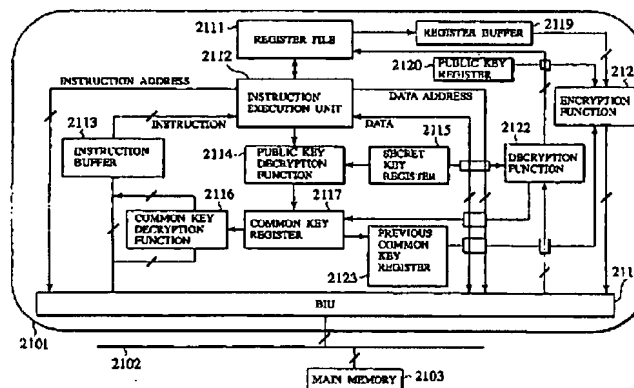 2111
REGISTER FILE
REGISTER BUFFER
2119
2112
2120
PUBLIC KEY
REGISTER
INSTRUCTION ADDRESS
INSTRUCTION
EXECUTION UNIT
DATA ADDRESS
ENCRYPTION
FUNCTION
2113
INSTRUCTION
DATA
2115
2122
INSTRUCTION
BUFFER
2114
PUBLIC KEY
DECRYPTION
FUNCTION
SECRET KEY
REGISTER
DECRYPTION
FUNCTION
2116
2117
COMMON KEY
DECRYPTION
FUNCTION
COMMON KEY
REGISTER
PREVIOUS
COMMON KEY
REGISTER
2123
BIU
2101
2102
MAIN MEMORY
2103